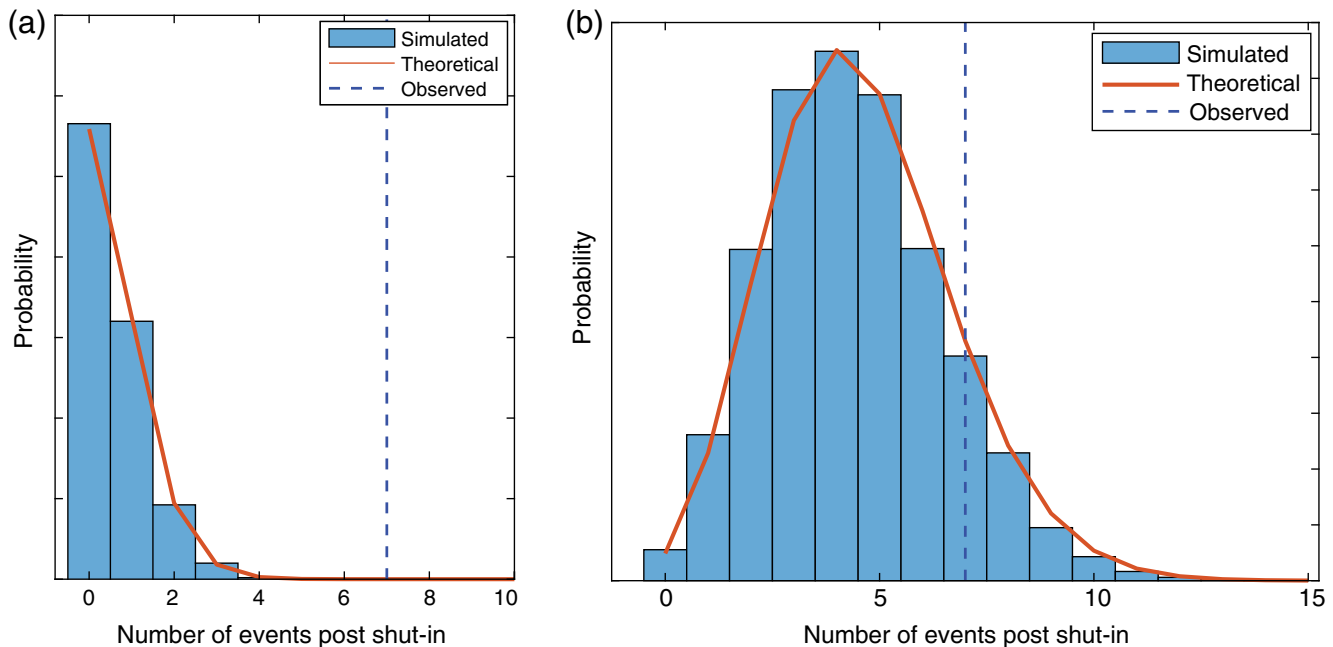 (a)
Simulated
Theoretical
Observed
Probability
0 2 4 6 8 10
Number of events post shut-in
(b)
Simulated
Theoretical
Observed
Probability
0 5 10 15
Number of events post shut-in